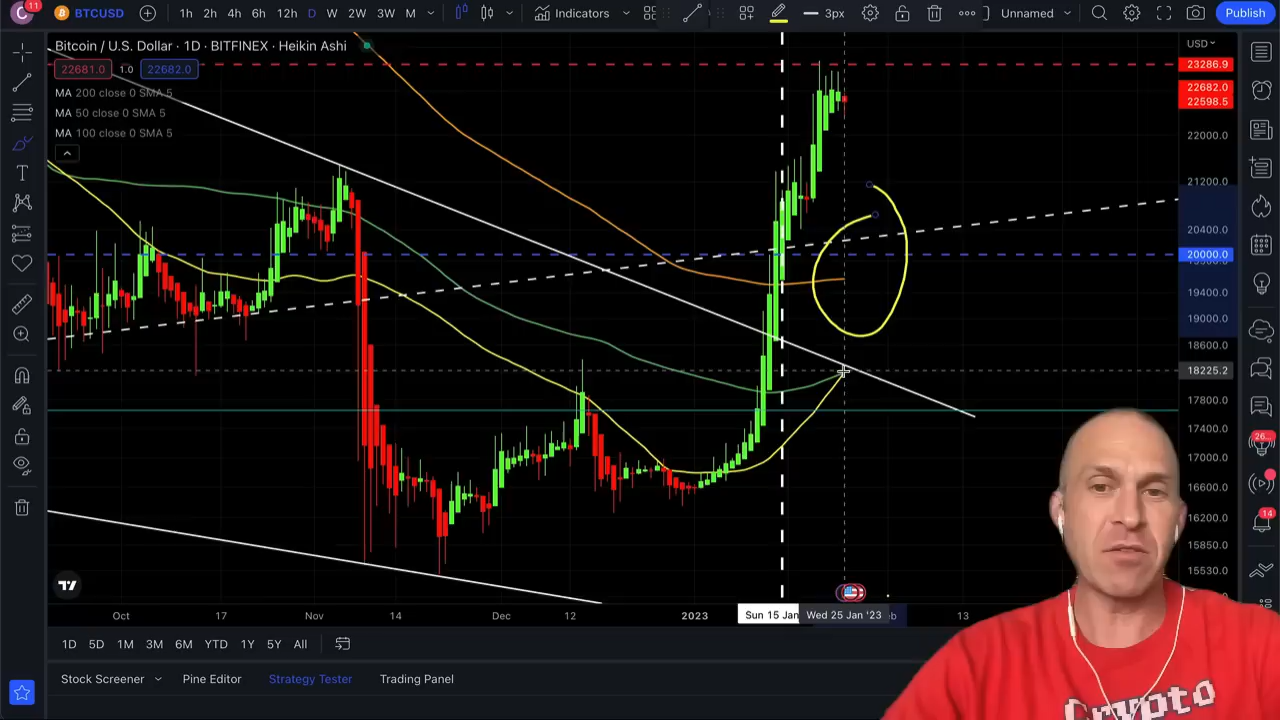 C 11 BTCUSD 1h 2h 4h 6h 12h D W 2W 3W M Indicators 3px Unnamed Publish
Bitcoin / U.S. Dollar · 1D · BITFINEX · Heikin Ashi
USD
22681.0 1.0 22682.0
MA 200 close 0 SMA 5
MA 50 close 0 SMA 5
MA 100 close 0 SMA 5
23286.9
22682.0
22598.5
22000.0
21200.0
20400.0
20000.0
19400.0
19000.0
18600.0
18225.2
17800.0
17400.0
17000.0
16600.0
16200.0
15850.0
15530.0
26...
14
Oct 17 Nov 14 Dec 12 2023 Sun 15 Jan Wed 25 Jan '23 eb 13
1D 5D 1M 3M 6M YTD 1Y 5Y All
Stock Screener Pine Editor Strategy Tester Trading Panel
Crypto